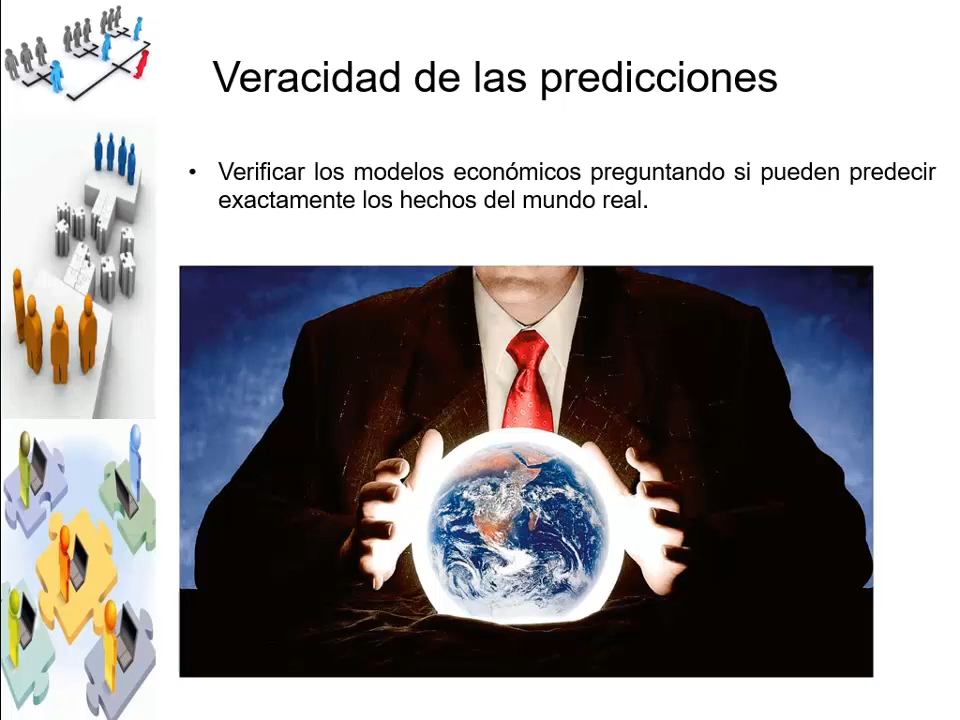 Veracidad de las predicciones
• Verificar los modelos económicos preguntando si pueden predecir
exactamente los hechos del mundo real.